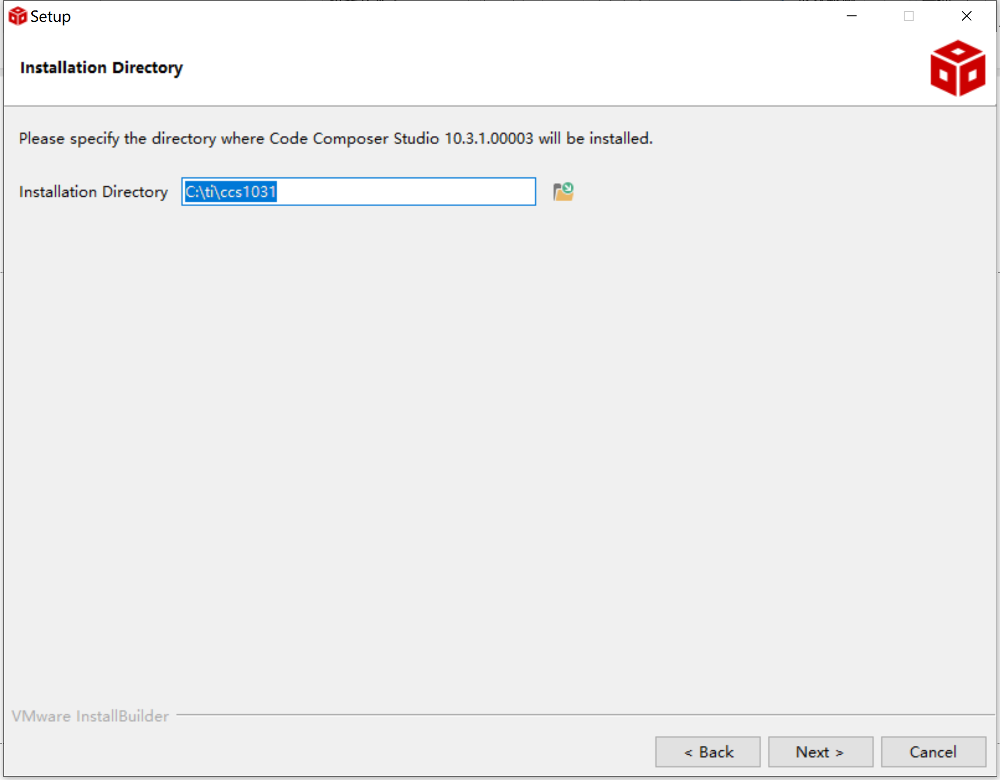 Setup
Installation Directory
Please specify the directory where Code Composer Studio 10.3.1.00003 will be installed.
Installation Directory C:\ti\ccs1031
VMware InstallBuilder
< Back Next > Cancel